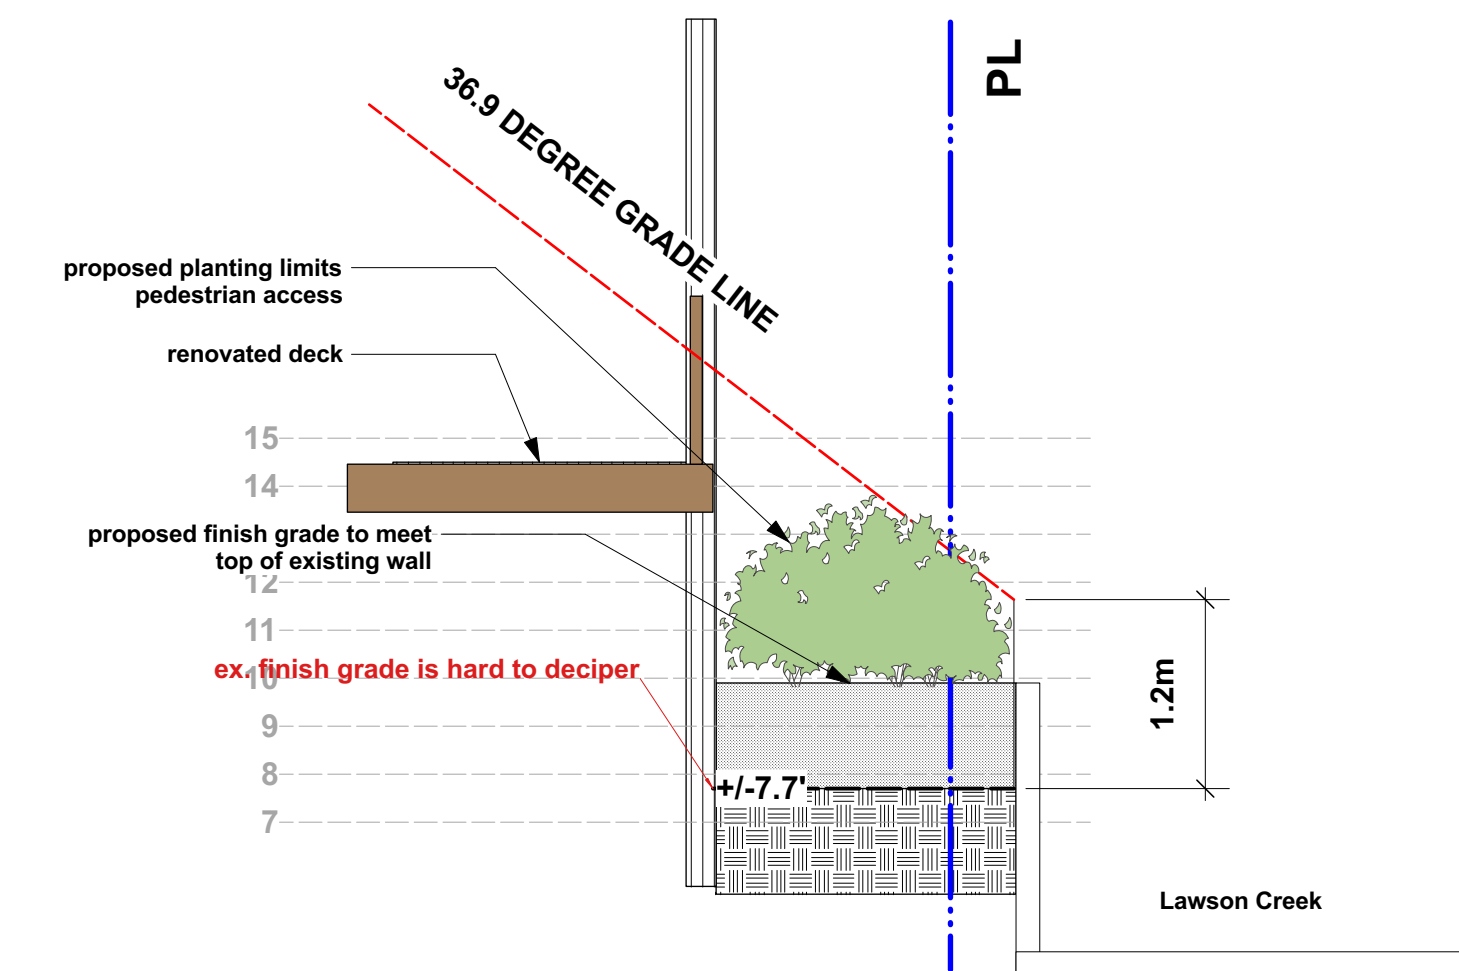 PL
36.9 DEGREE GRADE LINE
proposed planting limits
pedestrian access
renovated deck
15
14
proposed finish grade to meet
top of existing wall
12
11
ex. finish grade is hard to deciper
10
9
8
7
+/-7.7'
1.2m
Lawson Creek